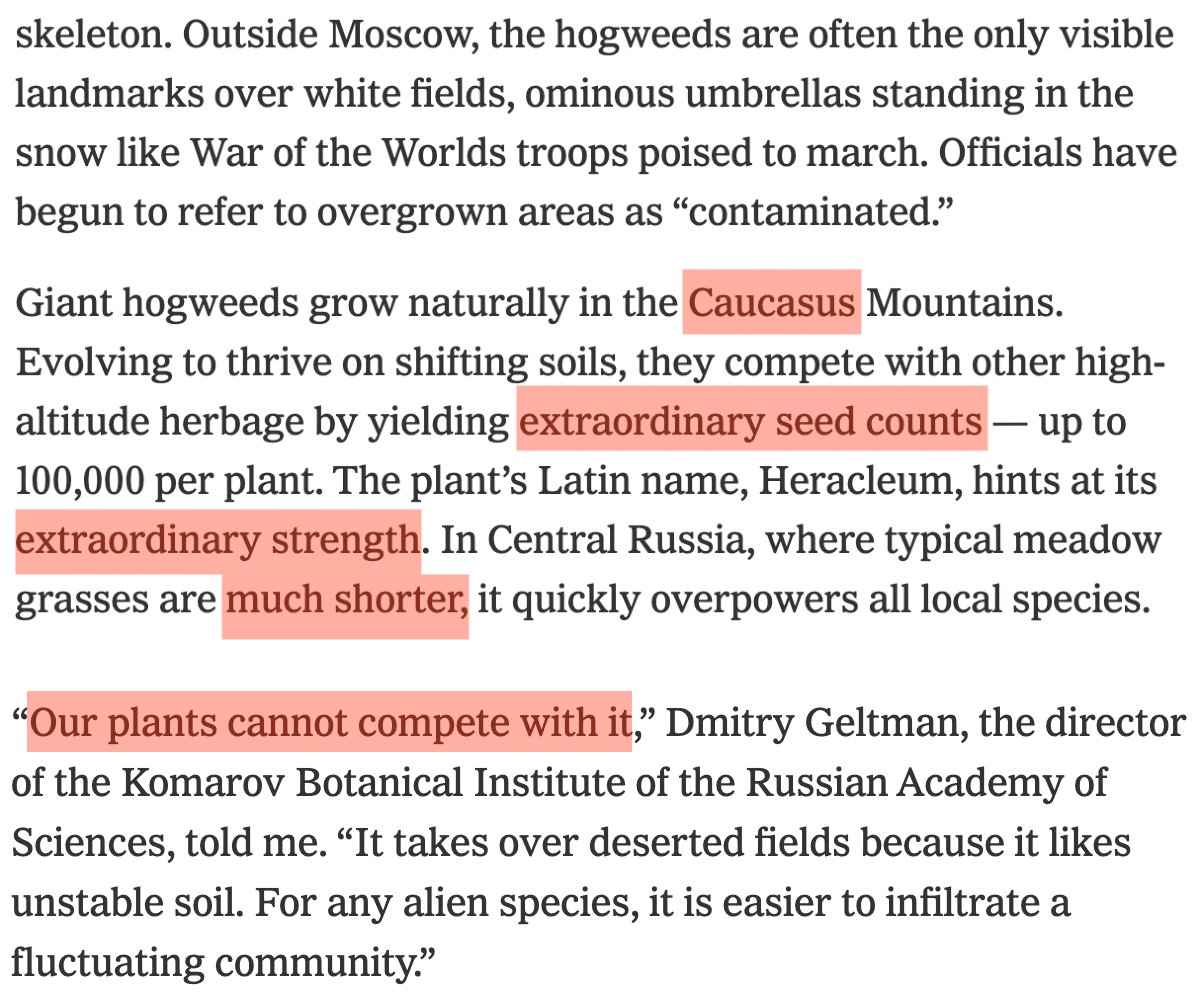 skeleton. Outside Moscow, the hogweeds are often the only visible
landmarks over white fields, ominous umbrellas standing in the
snow like War of the Worlds troops poised to march. Officials have
begun to refer to overgrown areas as “contaminated.”
Giant hogweeds grow naturally in the Caucasus Mountains.
Evolving to thrive on shifting soils, they compete with other high-
altitude herbage by yielding extraordinary seed counts — up to
100,000 per plant. The plant’s Latin name, Heracleum, hints at its
extraordinary strength. In Central Russia, where typical meadow
grasses are much shorter, it quickly overpowers all local species.
“Our plants cannot compete with it,” Dmitry Geltman, the director
of the Komarov Botanical Institute of the Russian Academy of
Sciences, told me. “It takes over deserted fields because it likes
unstable soil. For any alien species, it is easier to infiltrate a
fluctuating community.”